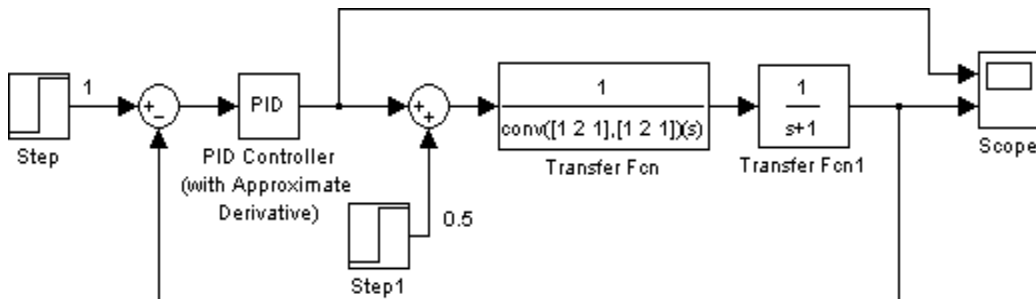 Step
1
+
−
PID
PID Controller
(with Approximate
Derivative)
+
+
Step1
0.5
1
conv([1 2 1],[1 2 1])(s)
Transfer Fcn
1
s+1
Transfer Fcn1
Scope